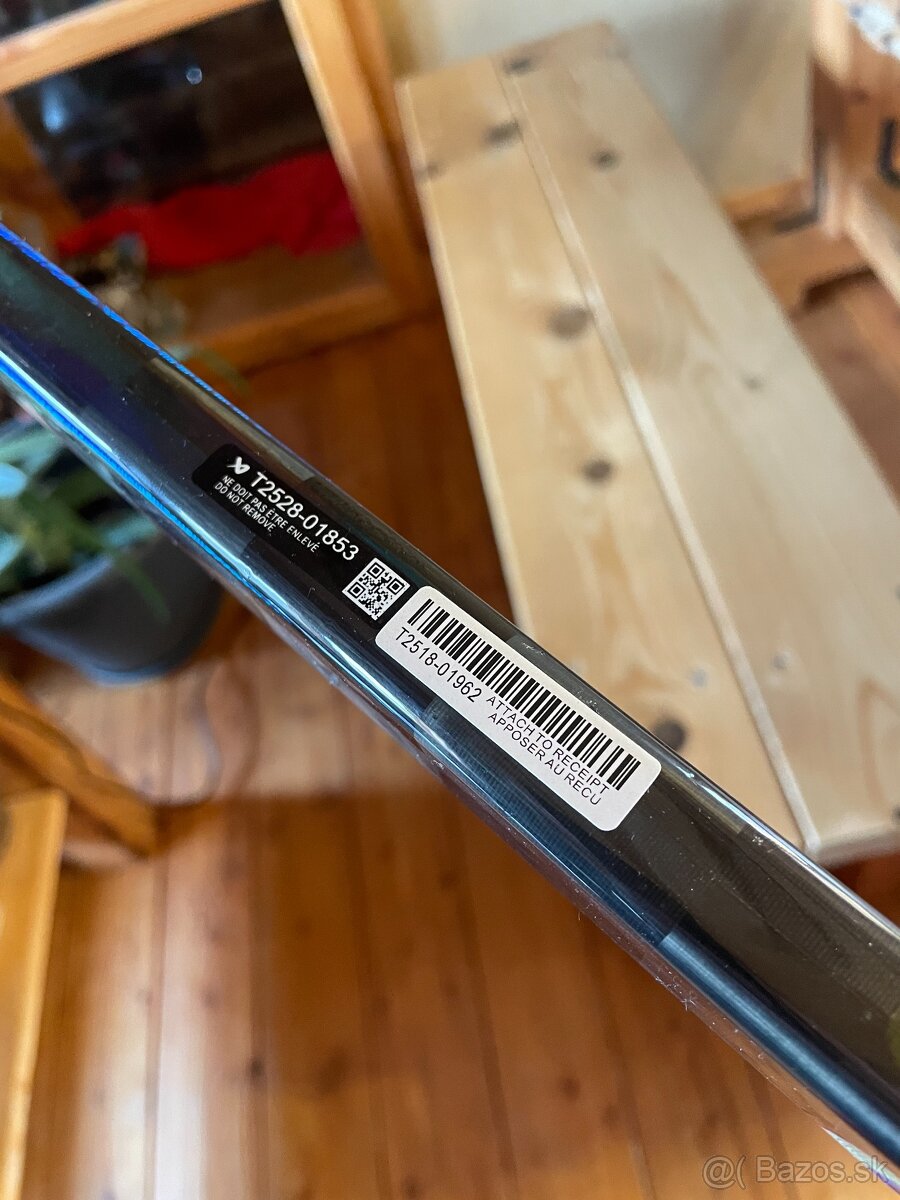 T2528-01853
NE DOIT PAS ÊTRE ENLEVÉ
DO NOT REMOVE
T2518-01962
ATTACH TO RECEIPT
APPOSER AU RECU
@( Bazos.sk